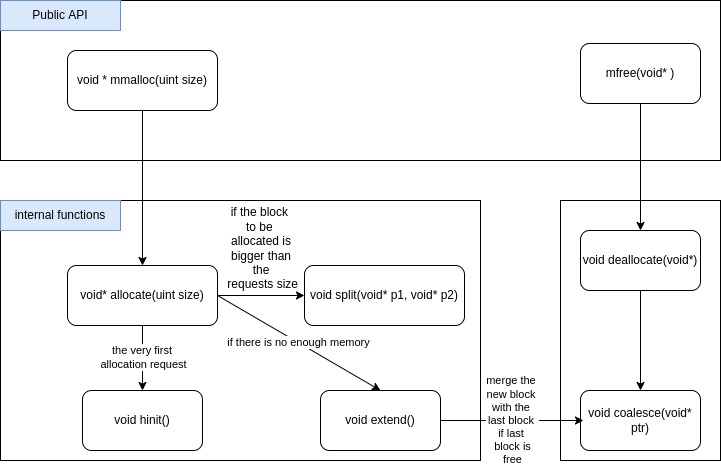 Public API
void * mmalloc(uint size)
mfree(void* )
internal functions
if the block
to be
allocated is
bigger than
the
requests size
void deallocate(void*)
void* allocate(uint size)
void split(void* p1, void* p2)
if there is no enough memory
the very first
allocation request
merge the
new block
with the
last block
if last
block is
free
void hinit()
void extend()
void coalesce(void*
ptr)